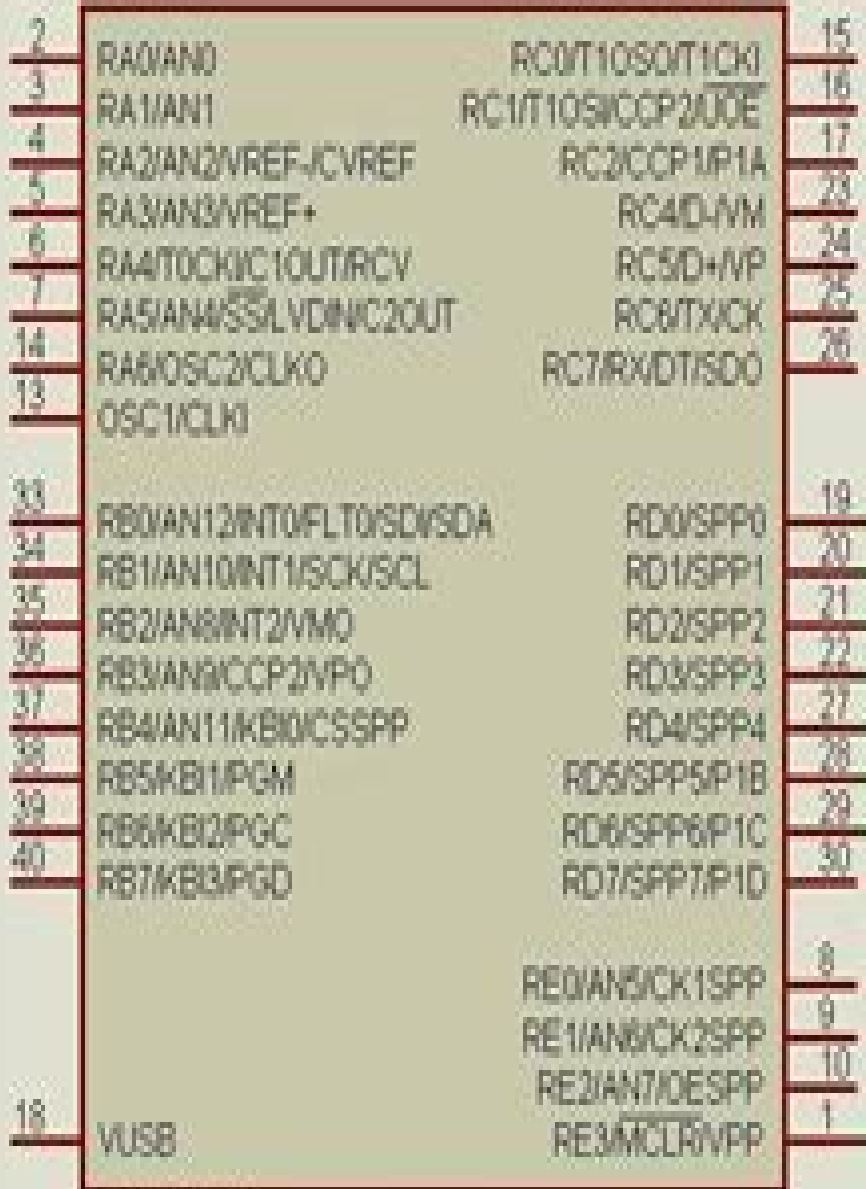 2 RA0/AN0 RC0/T1OSO/T1CKI 15
3 RA1/AN1 RC1/T1OSI/CCP2/UOE 16
4 RA2/AN2/VREF-/CVREF RC2/CCP1/P1A 17
5 RA3/AN3/VREF+ RC4/D-/VM 23
6 RA4/T0CKI/C1OUT/RCV RC5/D+/VP 24
7 RA5/AN4/SS/LVDIN/C2OUT RC6/TX/CK 25
14 RA6/OSC2/CLKO RC7/RX/DT/SDO 26
13 OSC1/CLKI
33 RB0/AN12/INT0/FLT0/SDI/SDA RD0/SPP0 19
34 RB1/AN10/INT1/SCK/SCL RD1/SPP1 20
35 RB2/AN8/INT2/VMO RD2/SPP2 21
36 RB3/AN9/CCP2/VPO RD3/SPP3 22
37 RB4/AN11/KBI0/CSSPP RD4/SPP4 27
38 RB5/KBI1/PGM RD5/SPP5/P1B 28
39 RB6/KBI2/PGC RD6/SPP6/P1C 29
40 RB7/KBI3/PGD RD7/SPP7/P1D 30
RE0/AN5/CK1SPP 8
RE1/AN6/CK2SPP 9
RE2/AN7/OESPP 10
18 VUSB RE3/MCLR/VPP 1